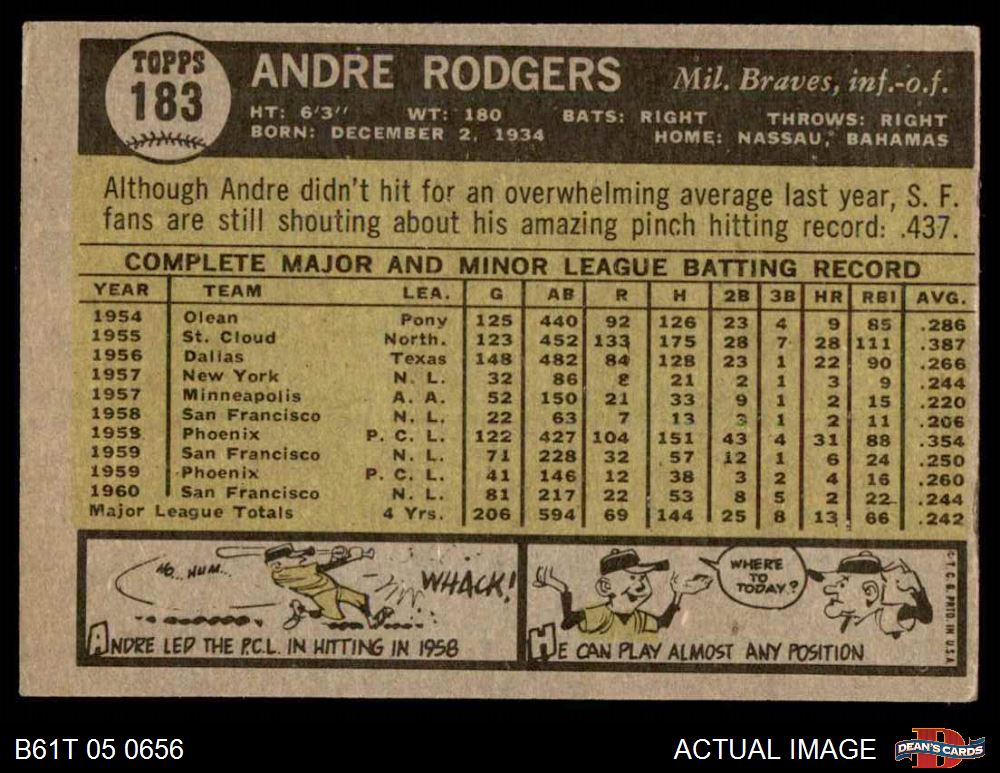 TOPPS
183
ANDRE RODGERS Mil. Braves, inf.-o.f.
HT: 6'3" WT: 180 BATS: RIGHT THROWS: RIGHT
BORN: DECEMBER 2, 1934 HOME: NASSAU, BAHAMAS
Although Andre didn't hit for an overwhelming average last year, S. F.
fans are still shouting about his amazing pinch hitting record: .437.
COMPLETE MAJOR AND MINOR LEAGUE BATTING RECORD
YEAR TEAM LEA. G AB R H 2B 3B HR RBI AVG.
1954 Olean Pony 125 440 92 126 23 4 9 85 .286
1955 St. Cloud North. 123 452 133 175 28 7 28 111 .387
1956 Dallas Texas 148 482 84 128 23 1 22 90 .266
1957 New York N. L. 32 86 8 21 2 1 3 9 .244
1957 Minneapolis A. A. 52 150 21 33 9 1 2 15 .220
1958 San Francisco N. L. 22 63 7 13 3 1 2 11 .206
1958 Phoenix P. C. L. 122 427 104 151 43 4 31 88 .354
1959 San Francisco N. L. 71 228 32 57 12 1 6 24 .250
1959 Phoenix P. C. L. 41 146 12 38 3 2 4 16 .260
1960 San Francisco N. L. 81 217 22 53 8 5 2 22 .244
Major League Totals 4 Yrs. 206 594 69 144 25 8 13 66 .242
HO.. HUM...
WHACK!
ANDRE LED THE P.C.L. IN HITTING IN 1958
WHERE
TO
TODAY?
HE CAN PLAY ALMOST ANY POSITION
© T. C. G. PRTD. IN U.S.A.
B61T 05 0656
ACTUAL IMAGE
D
DEAN'S CARDS